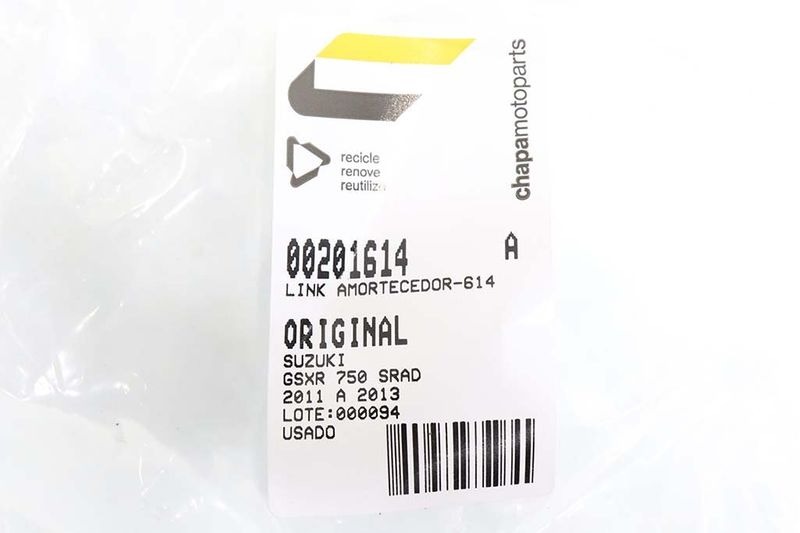 chapamotoparts
recicle
renove
reutilize
00201614 A
LINK AMORTECEDOR-614
ORIGINAL
SUZUKI
GSXR 750 SRAD
2011 A 2013
LOTE:000094
USADO